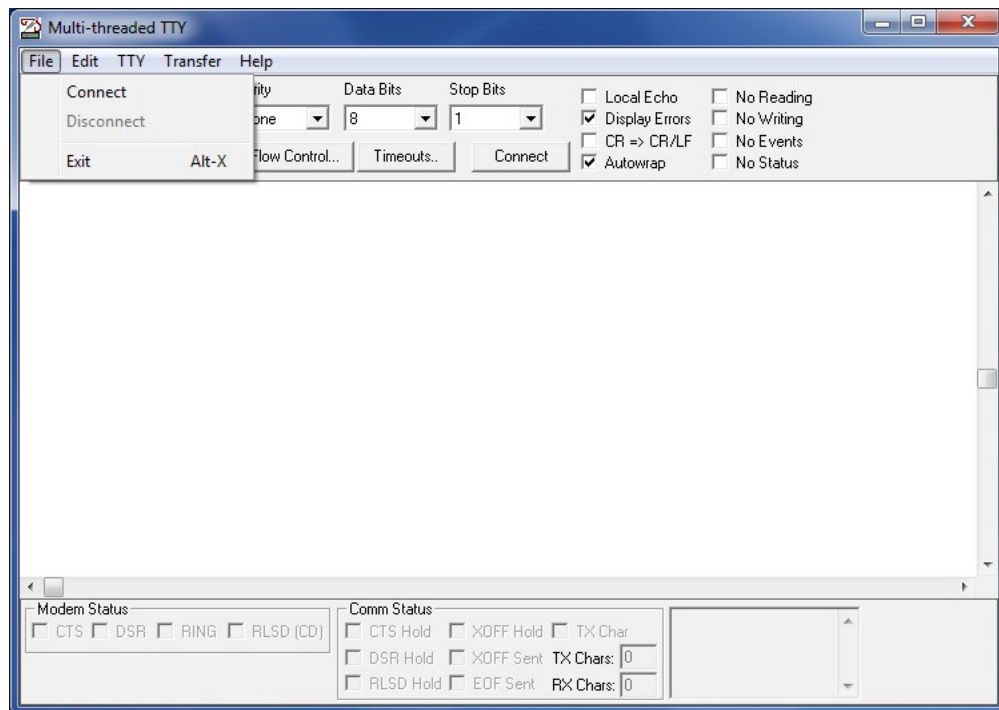 Multi-threaded TTY
File Edit TTY Transfer Help
Connect
Disconnect
Exit Alt-X
rity Data Bits Stop Bits
one 8 1
Flow Control... Timeouts.. Connect
Local Echo No Reading
Display Errors No Writing
CR => CR/LF No Events
Autowrap No Status
Modem Status
CTS DSR RING RLSD (CD)
Comm Status
CTS Hold XOFF Hold TX Char
DSR Hold XOFF Sent TX Chars: 0
RLSD Hold EOF Sent RX Chars: 0